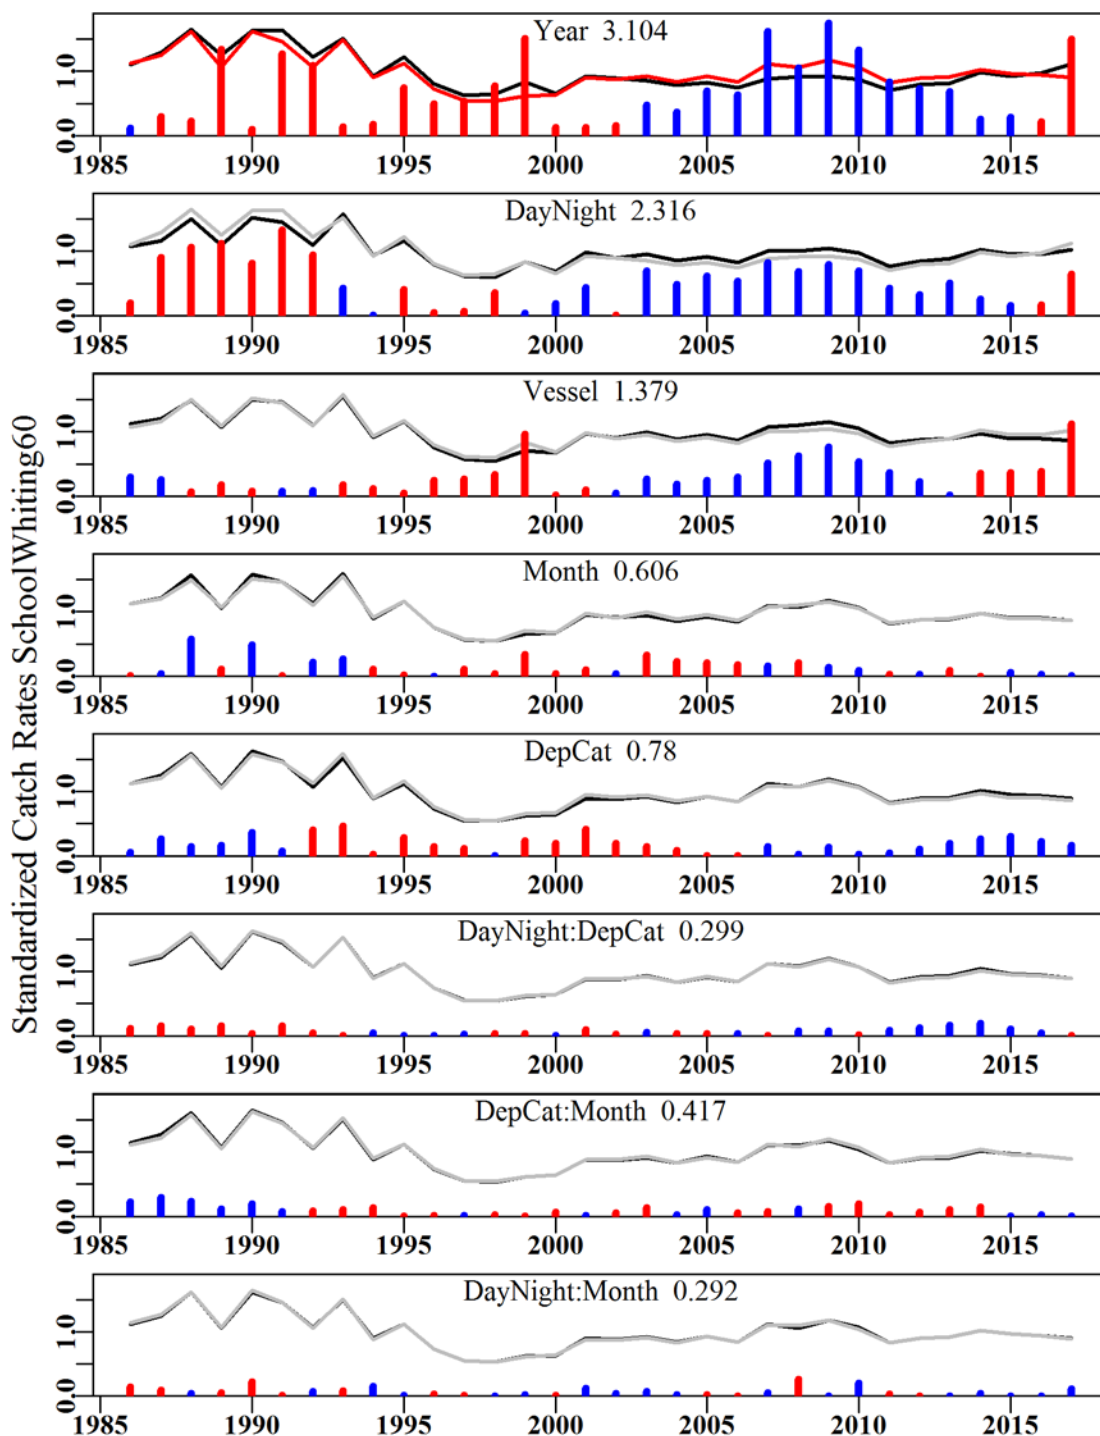 Standardized Catch Rates SchoolWhiting60
Year 3.104
0.0 1.0
1985 1990 1995 2000 2005 2010 2015
DayNight 2.316
0.0 1.0
1985 1990 1995 2000 2005 2010 2015
Vessel 1.379
0.0 1.0
1985 1990 1995 2000 2005 2010 2015
Month 0.606
0.0 1.0
1985 1990 1995 2000 2005 2010 2015
DepCat 0.78
0.0 1.0
1985 1990 1995 2000 2005 2010 2015
DayNight:DepCat 0.299
0.0 1.0
1985 1990 1995 2000 2005 2010 2015
DepCat:Month 0.417
0.0 1.0
1985 1990 1995 2000 2005 2010 2015
DayNight:Month 0.292
0.0 1.0
1985 1990 1995 2000 2005 2010 2015